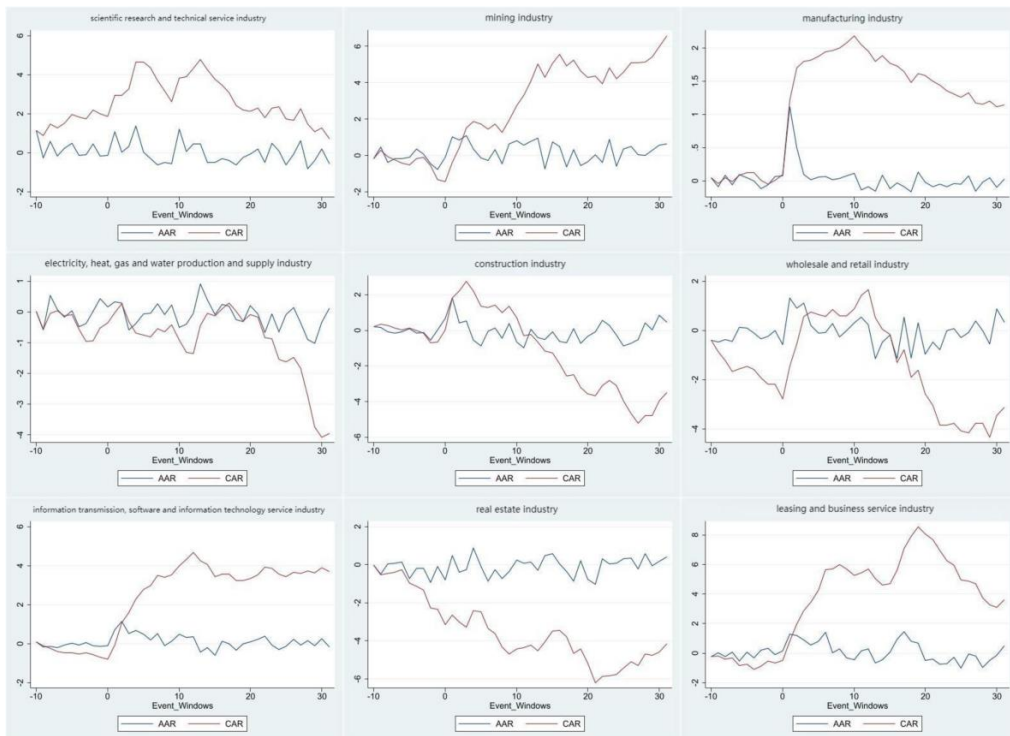 scientific research and technical service industry
6
4
2
0
-2
-10
0
10
20
30
Event_Windows
AAR
CAR
mining industry
6
4
2
0
-2
-10
0
10
20
30
Event_Windows
AAR
CAR
manufacturing industry
2
1.5
1
.5
0
-10
0
10
20
30
Event_Windows
AAR
CAR
electricity, heat, gas and water production and supply industry
1
0
-1
-2
-3
-4
-10
0
10
20
30
Event_Windows
AAR
CAR
construction industry
2
0
-2
-4
-6
-10
0
10
20
30
Event_Windows
AAR
CAR
wholesale and retail industry
2
0
-2
-4
-10
0
10
20
30
Event_Windows
AAR
CAR
information transmission, software and information technology service industry
6
4
2
0
-2
-10
0
10
20
30
Event_Windows
AAR
CAR
real estate industry
2
0
-2
-4
-6
-10
0
10
20
30
Event_Windows
AAR
CAR
leasing and business service industry
8
6
4
2
0
-2
-10
0
10
20
30
Event_Windows
AAR
CAR